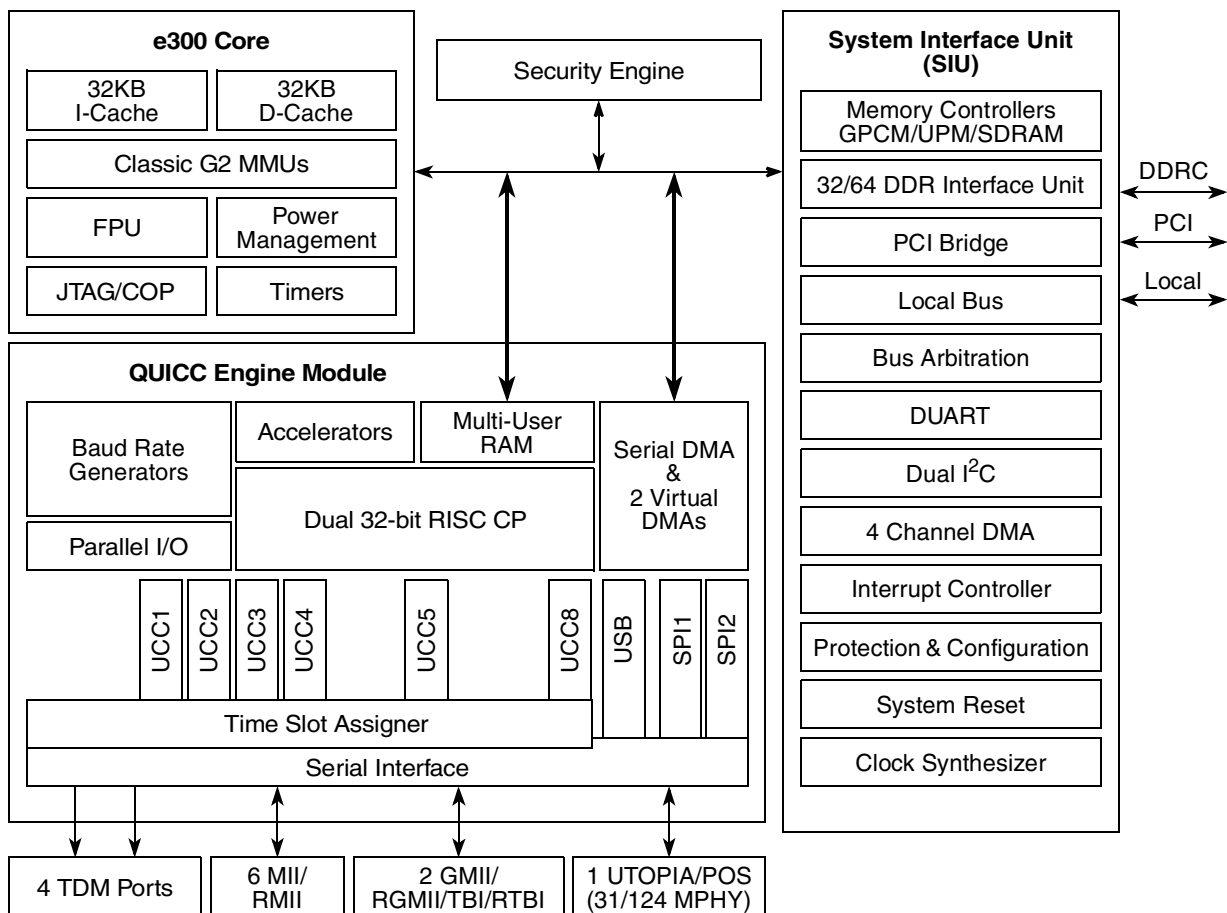 e300 Core
32KB
I-Cache
32KB
D-Cache
Classic G2 MMUs
FPU
Power
Management
JTAG/COP
Timers
Security Engine
System Interface Unit
(SIU)
Memory Controllers
GPCM/UPM/SDRAM
32/64 DDR Interface Unit
PCI Bridge
Local Bus
Bus Arbitration
DUART
Dual I²C
4 Channel DMA
Interrupt Controller
Protection & Configuration
System Reset
Clock Synthesizer
DDRC
PCI
Local
QUICC Engine Module
Baud Rate
Generators
Accelerators
Multi-User
RAM
Serial DMA
&
2 Virtual
DMAs
Parallel I/O
Dual 32-bit RISC CP
UCC1
UCC2
UCC3
UCC4
UCC5
UCC8
USB
SPI1
SPI2
Time Slot Assigner
Serial Interface
4 TDM Ports
6 MII/
RMII
2 GMII/
RGMII/TBI/RTBI
1 UTOPIA/POS
(31/124 MPHY)